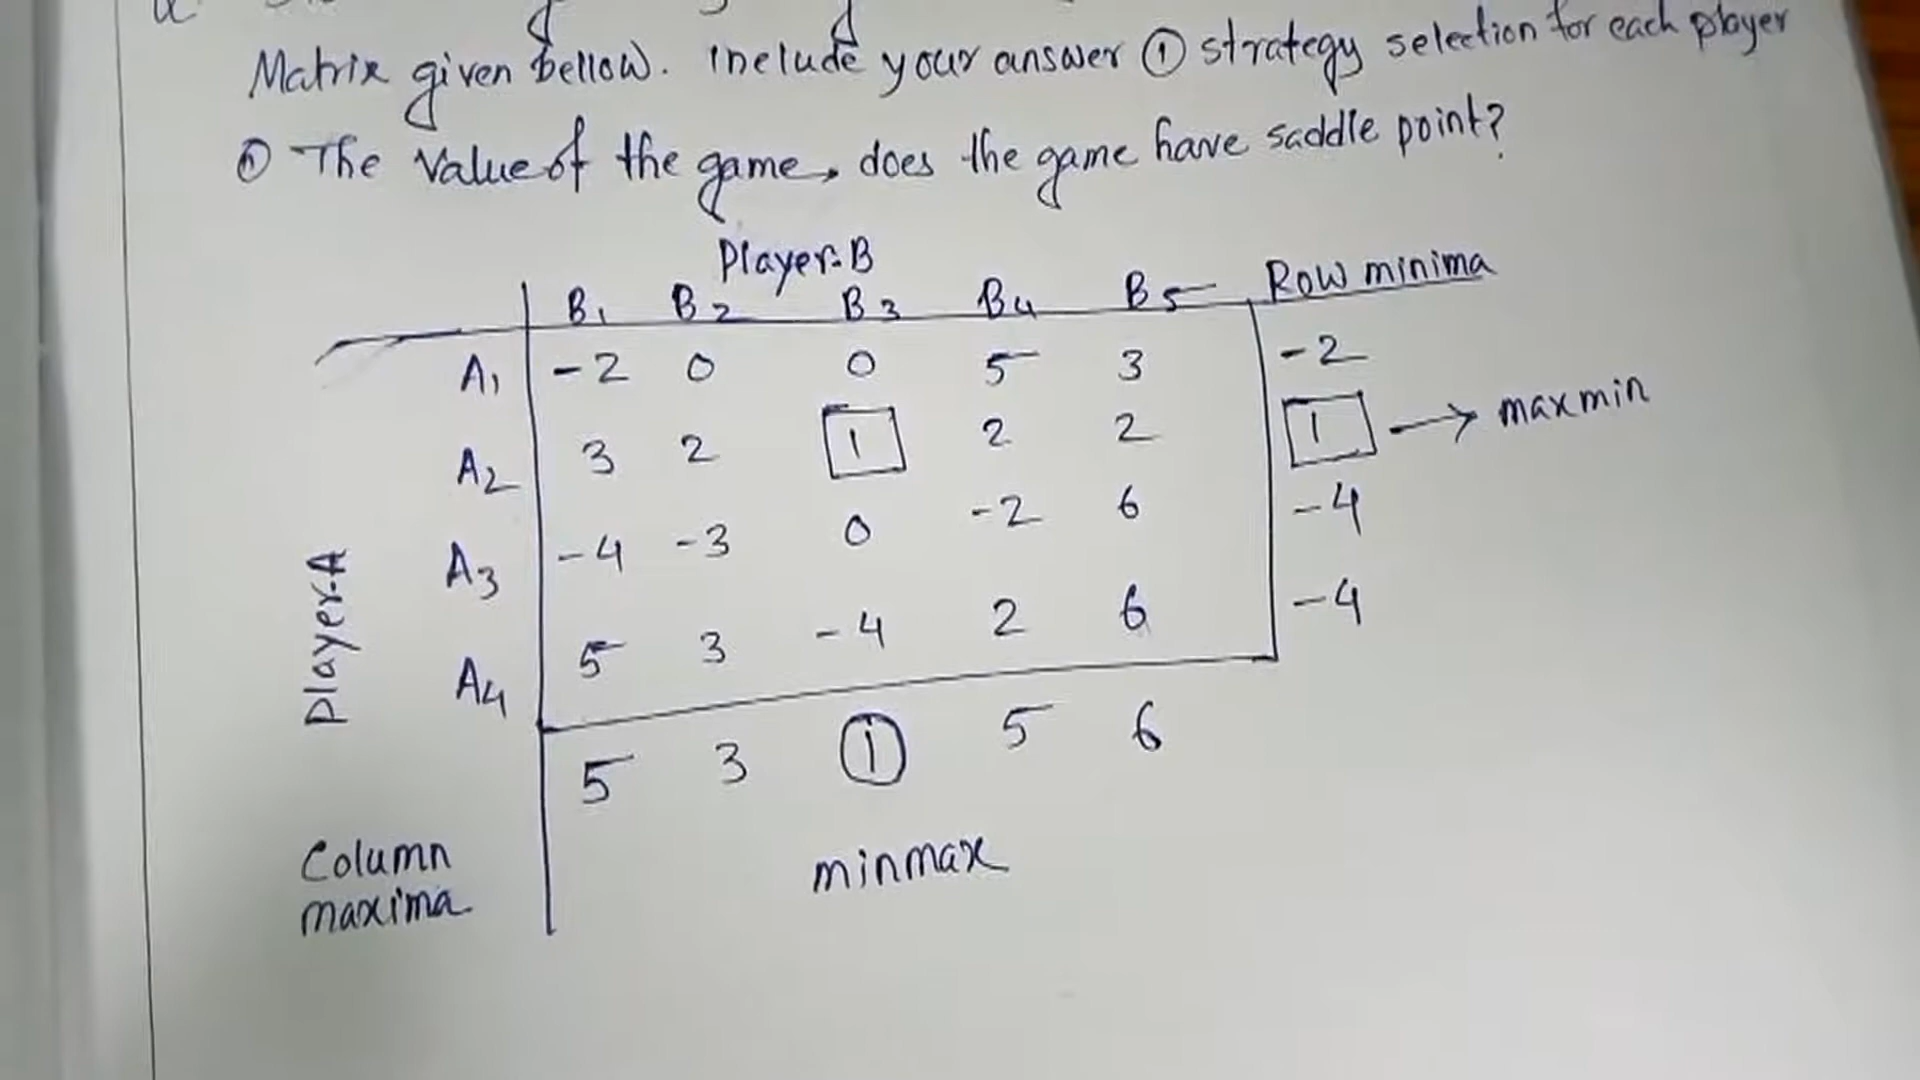 Matrix given bellow. Include your answer ① strategy selection for each player
⑪ The value of the game, does the game have saddle point?
Player-B
B1 B2 B3 B4 B5 Row minima
A1 -2 0 0 5 3 -2
A2 3 2 1 2 2 1 → maxmin
A3 -4 -3 0 -2 6 -4
A4 5 3 -4 2 6 -4
Player-A
5 3 1 5 6
Column
maxima
minmax